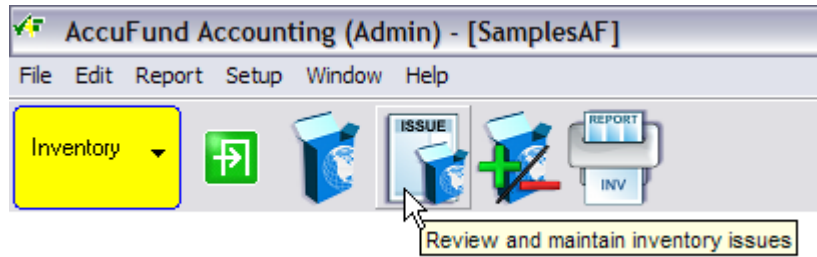 AccuFund Accounting (Admin) - [SamplesAF]
File Edit Report Setup Window Help
Inventory
ISSUE
REPORT
INV
Review and maintain inventory issues